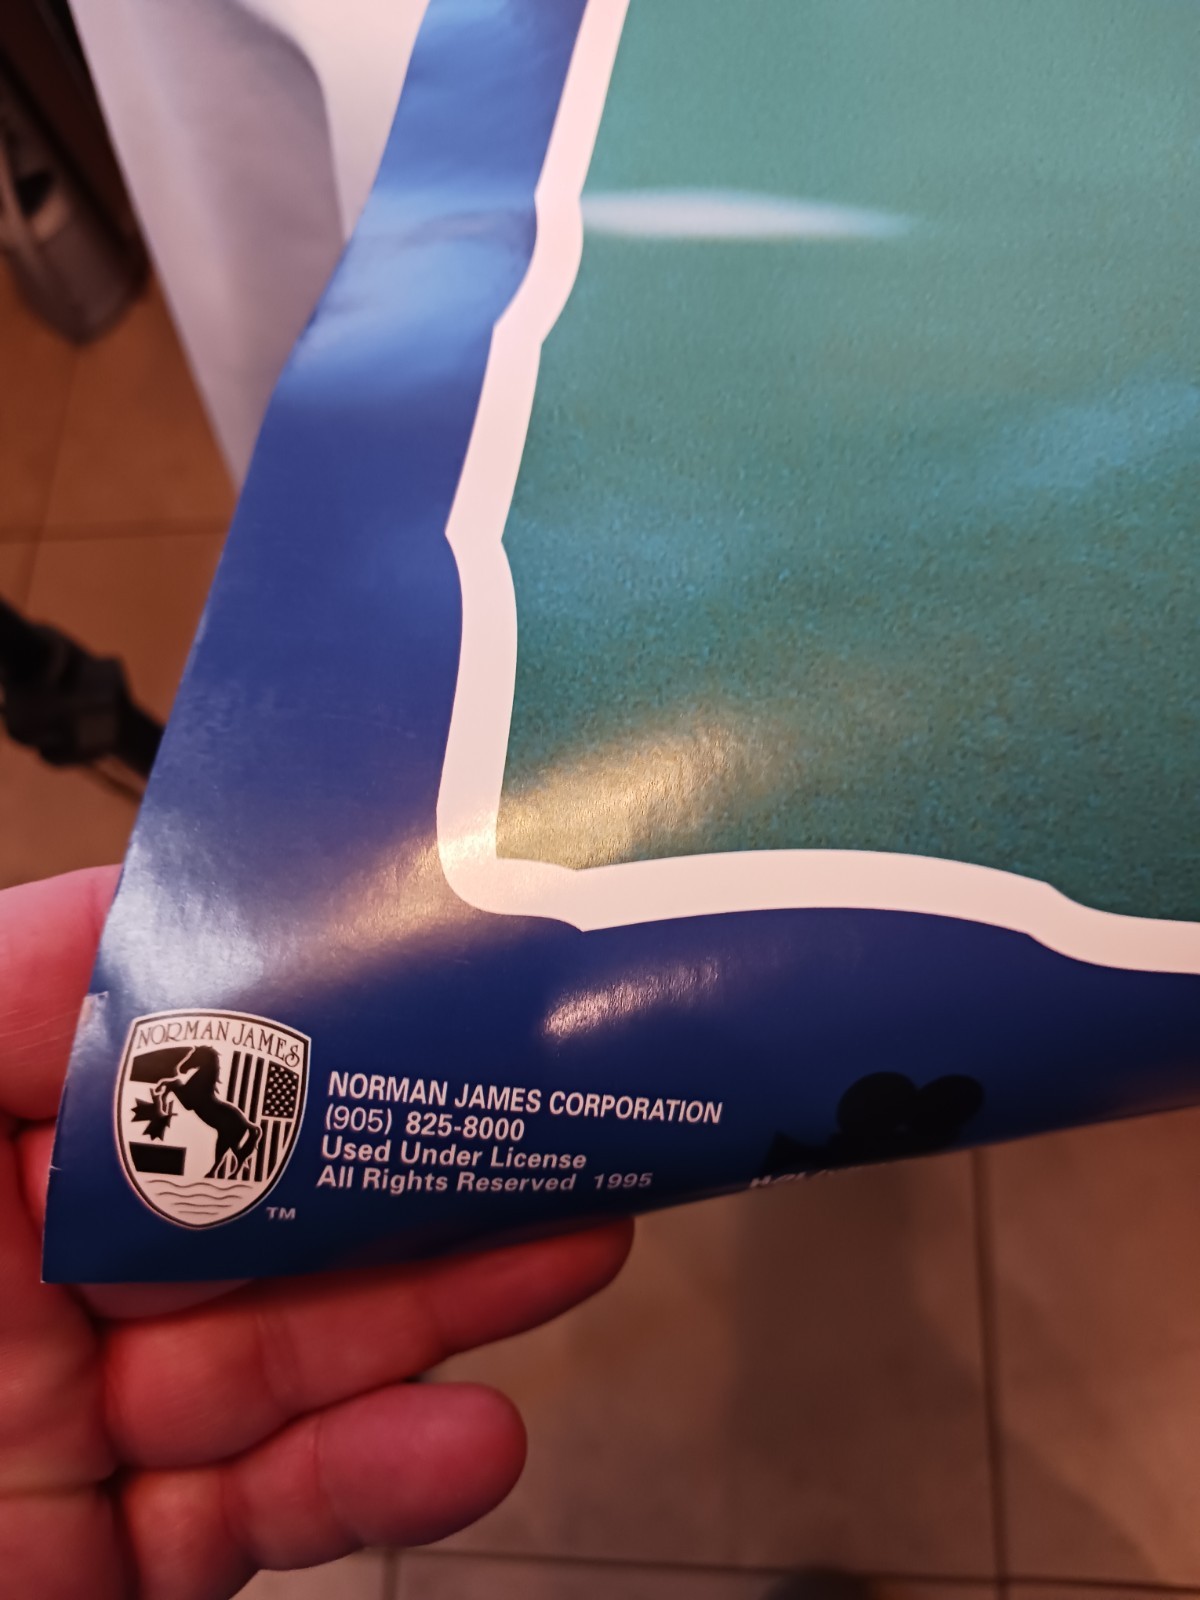 NORMAN JAMES
NORMAN JAMES CORPORATION
(905) 825-8000
Used Under License
All Rights Reserved 1995
TM